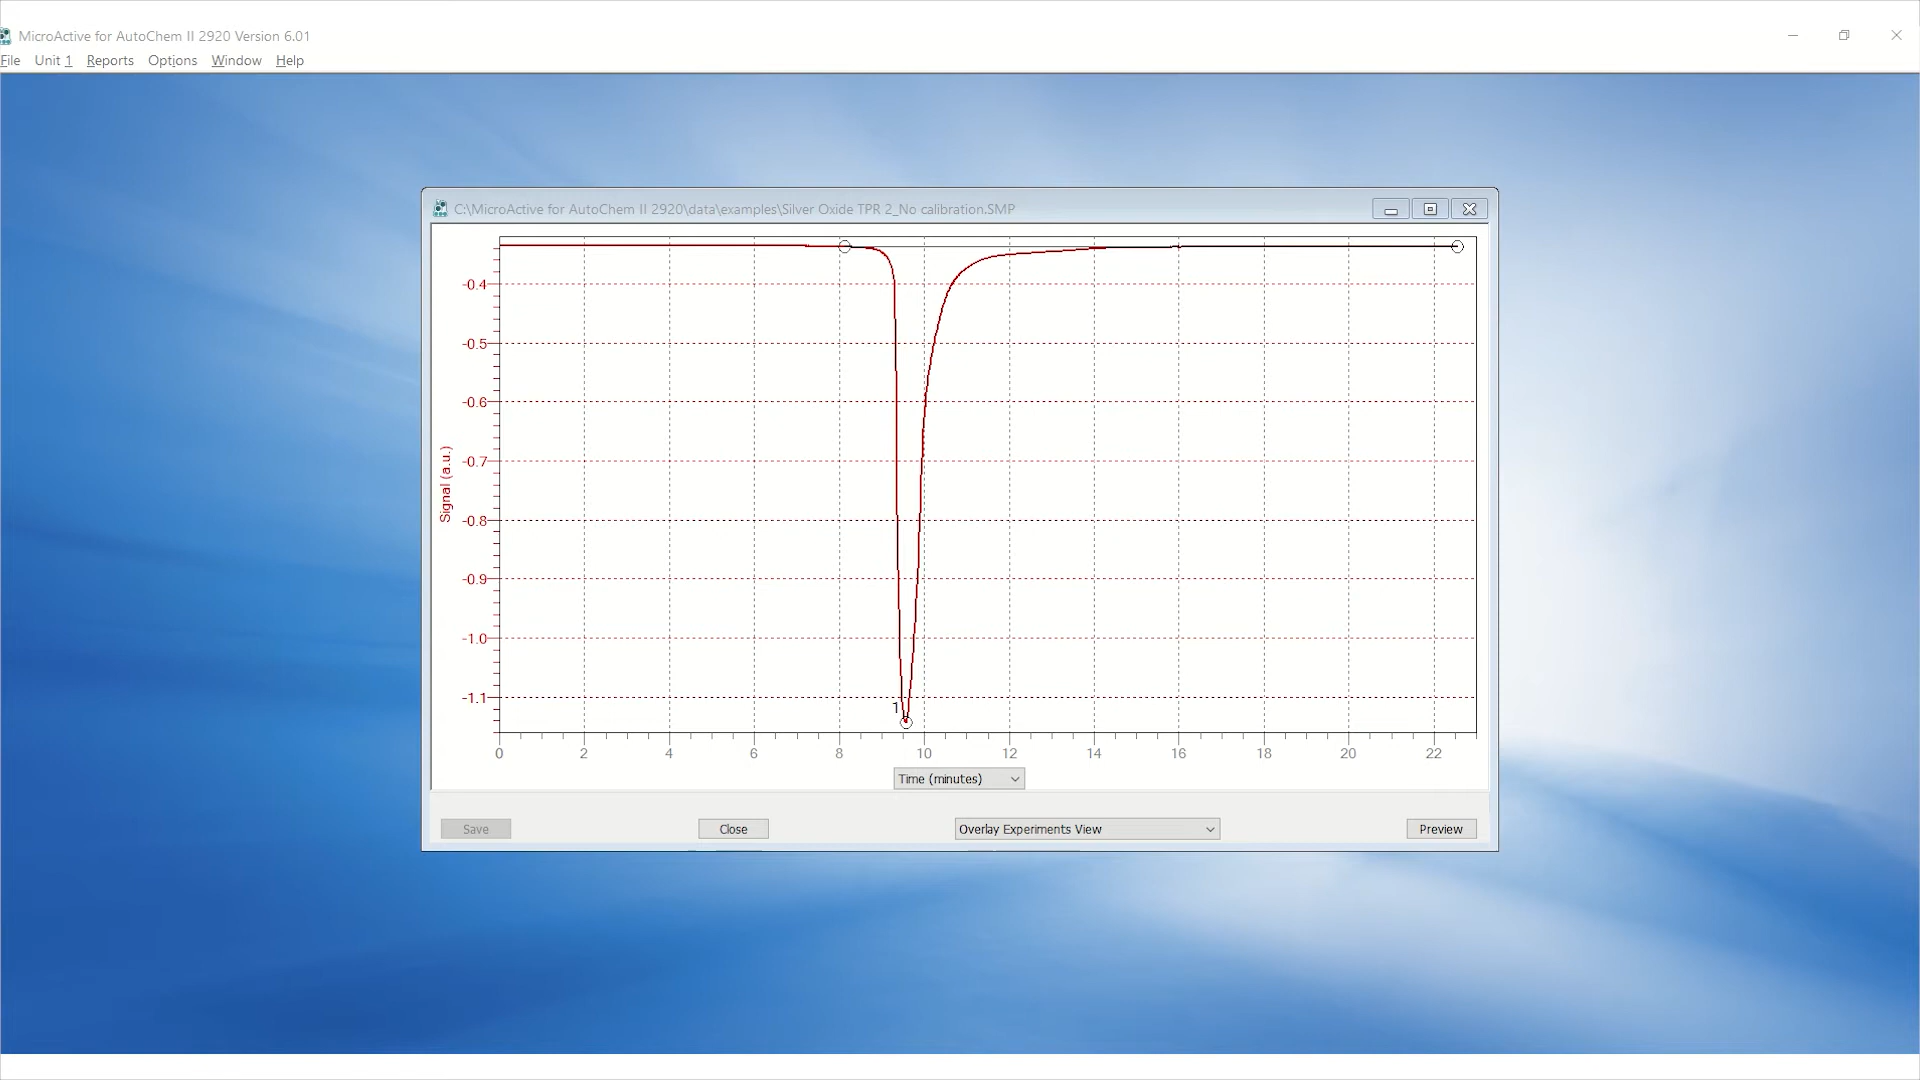 MicroActive for AutoChem II 2920 Version 6.01
File Unit 1 Reports Options Window Help
C:\MicroActive for AutoChem II 2920\data\examples\Silver Oxide TPR 2_No calibration.SMP
-0.4
-0.5
-0.6
-0.7
-0.8
-0.9
-1.0
-1.1
Signal (a.u.)
1
0 2 4 6 8 10 12 14 16 18 20 22
Time (minutes)
Save Close Overlay Experiments View Preview